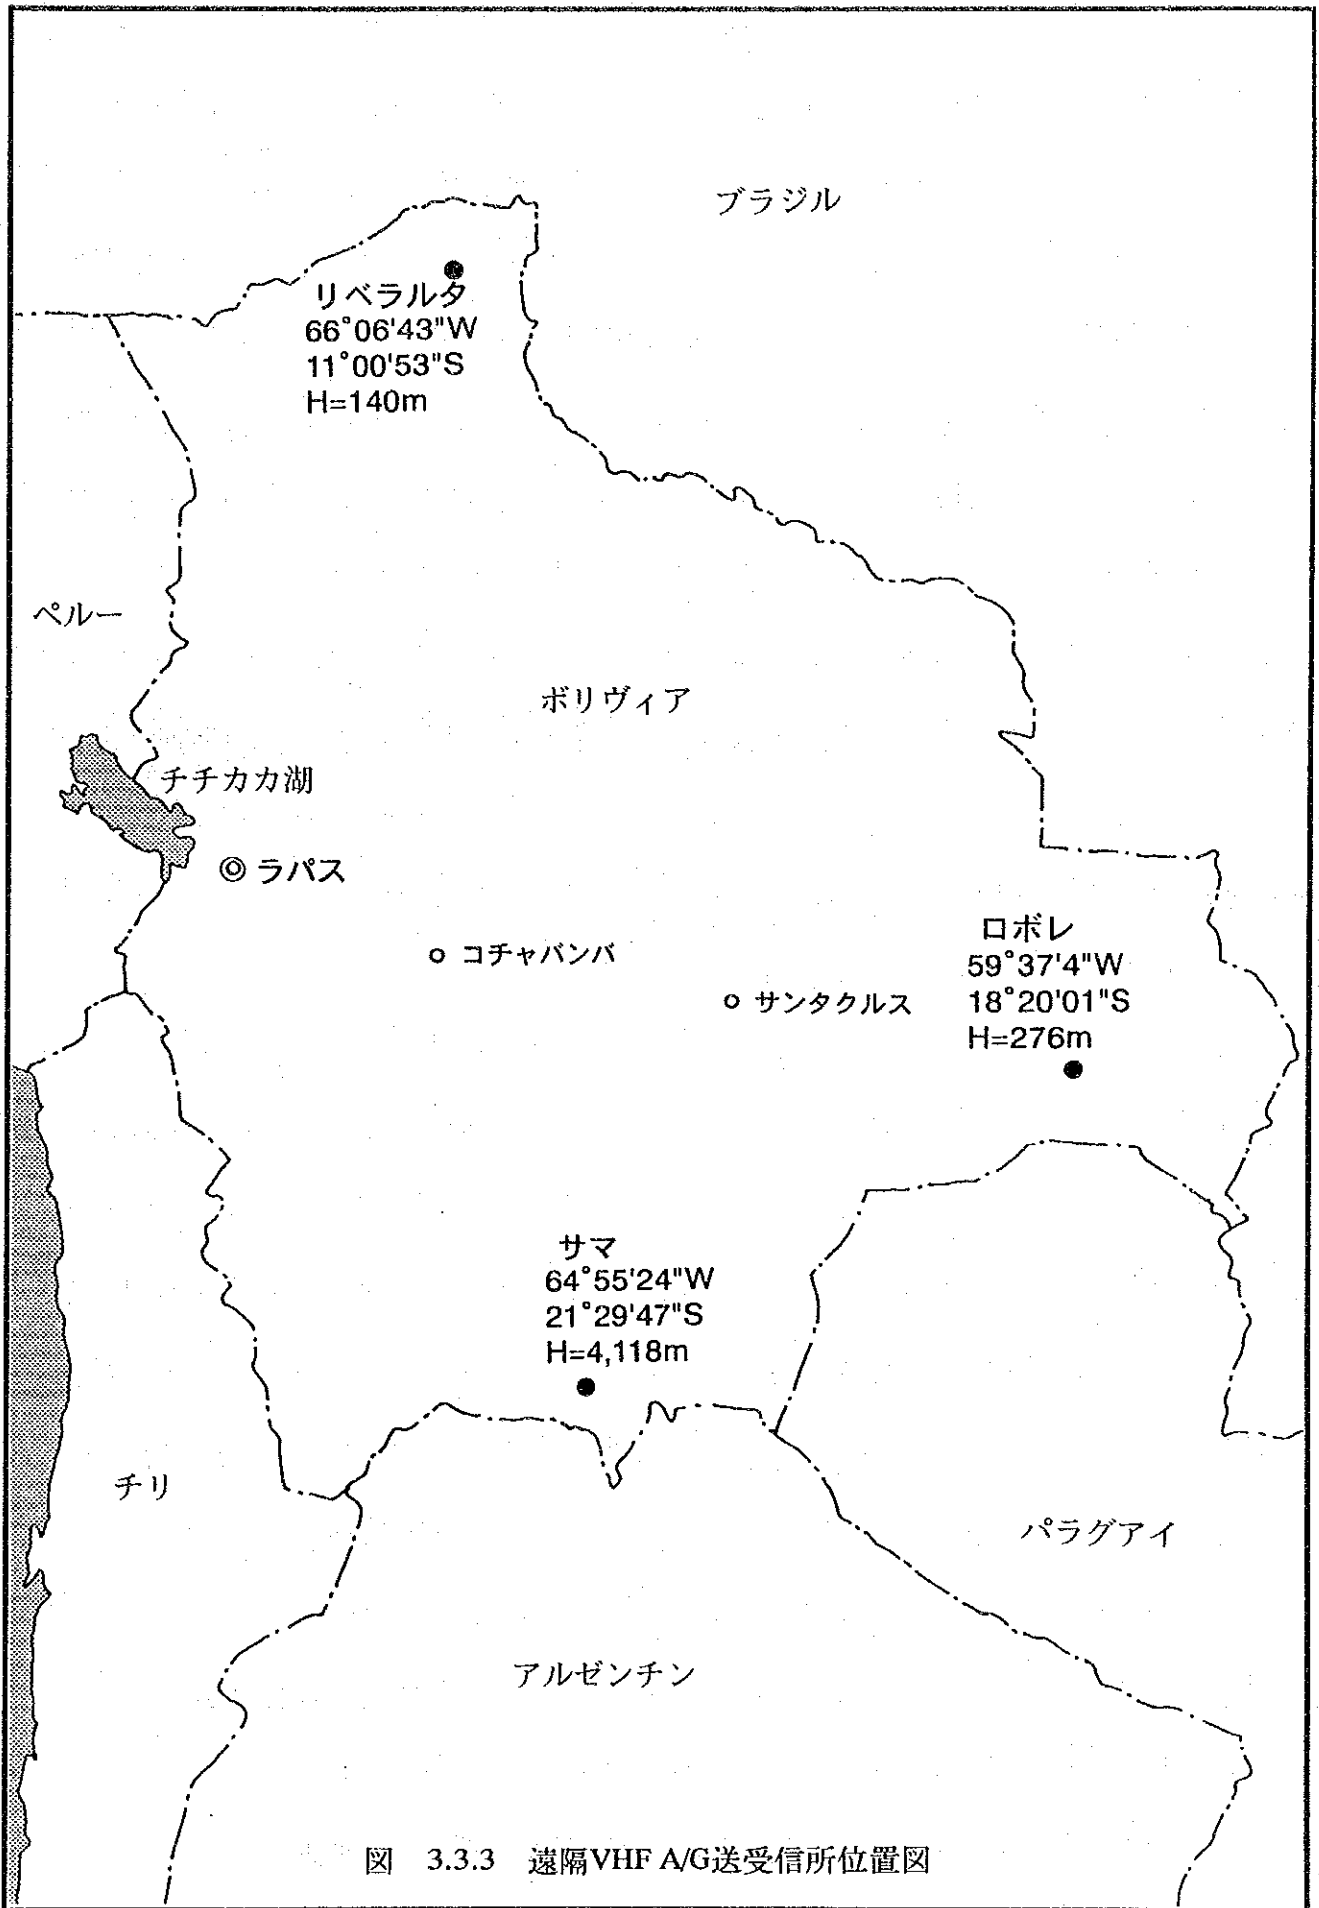 ブラジル
リベラルタ
66°06'43"W
11°00'53"S
H=140m
ペルー
ボリヴィア
チチカカ湖
ラパス
コチャバンバ
サンタクルス
ロボレ
59°37'4"W
18°20'01"S
H=276m
サマ
64°55'24"W
21°29'47"S
H=4,118m
チリ
パラグアイ
アルゼンチン
図 3.3.3 遠隔VHF A/G送受信所位置図